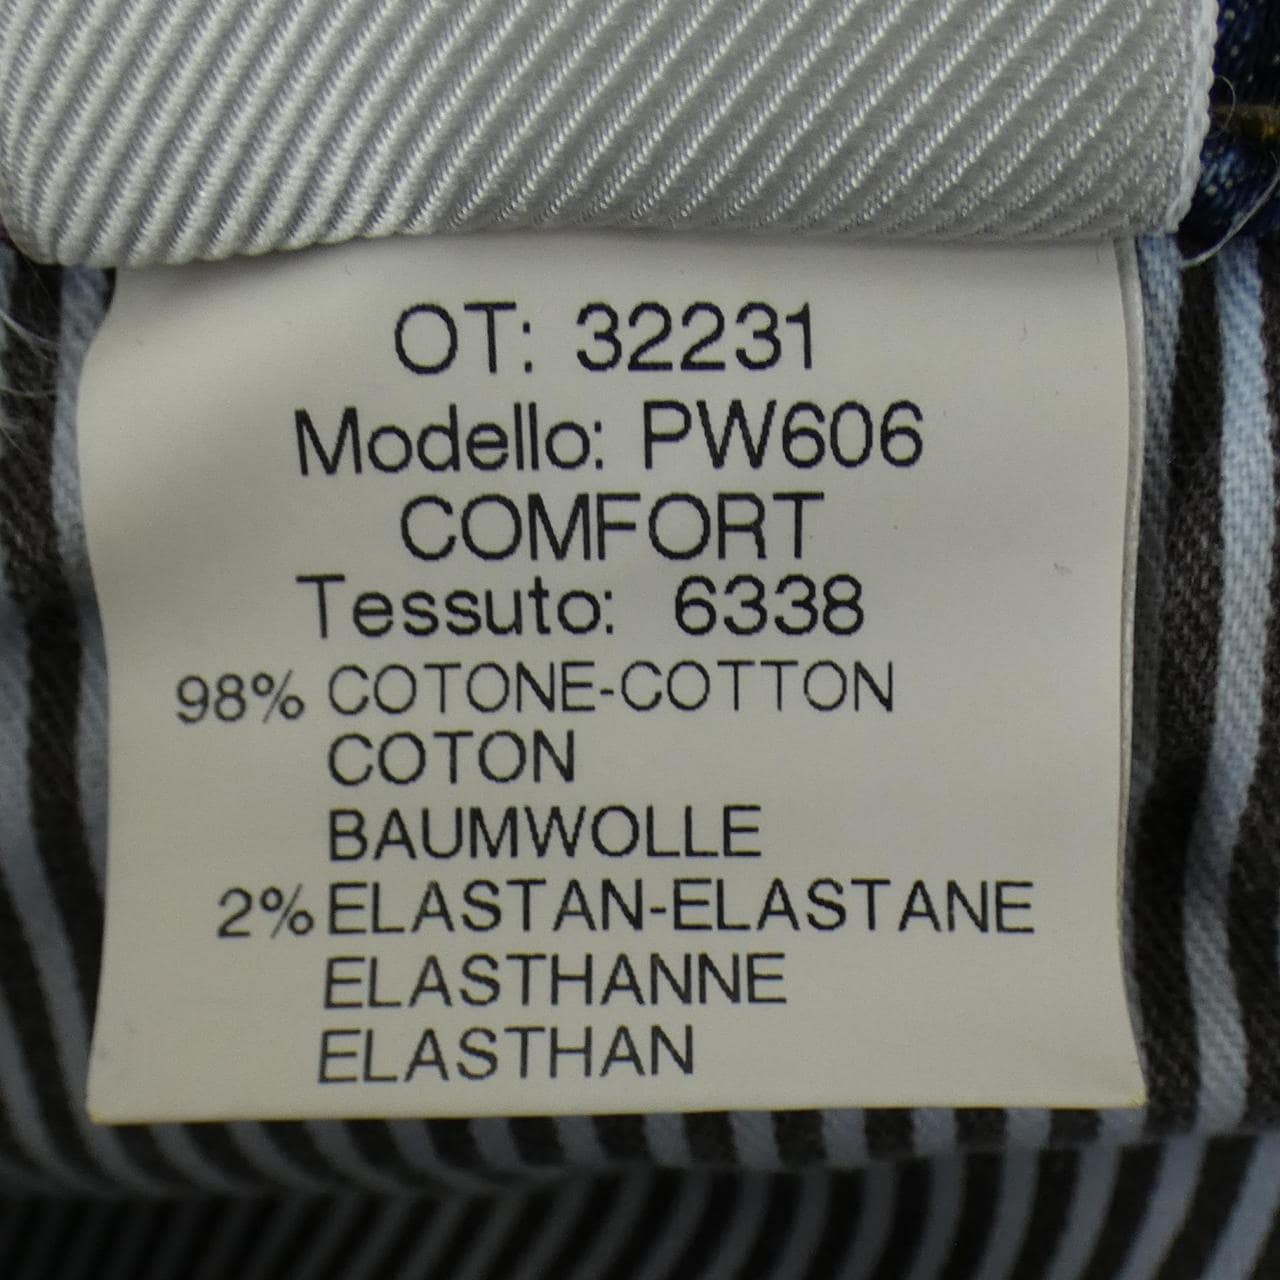 OT: 32231
Modello: PW606
COMFORT
Tessuto: 6338
98% COTONE-COTTON
COTON
BAUMWOLLE
2% ELASTAN-ELASTANE
ELASTHANNE
ELASTHAN